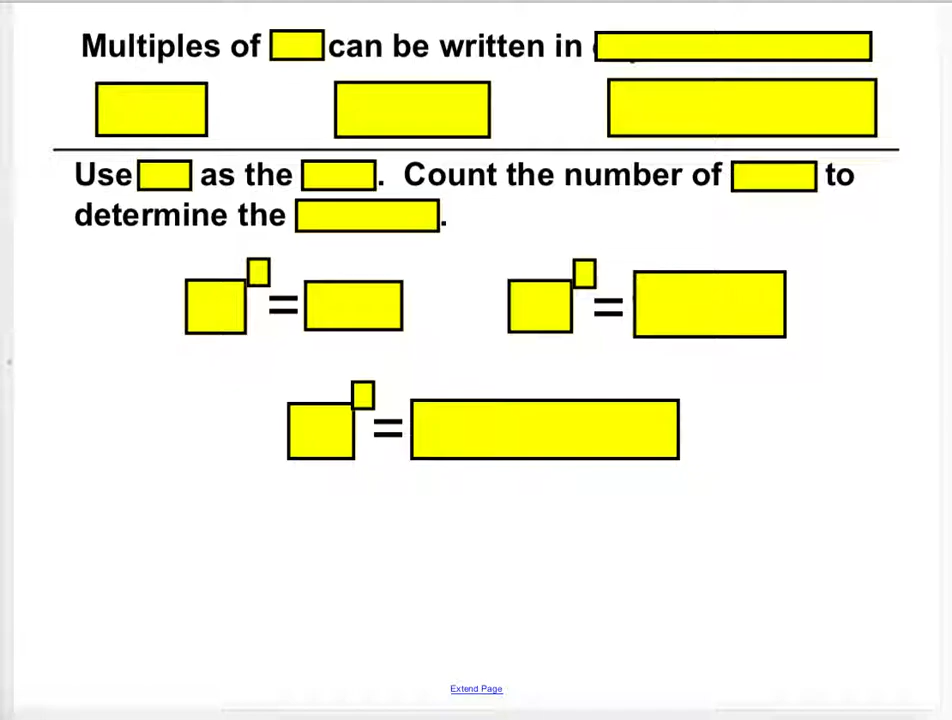 Multiples of can be written in
Use as the . Count the number of to
determine the .
=
=
=
Extend Page